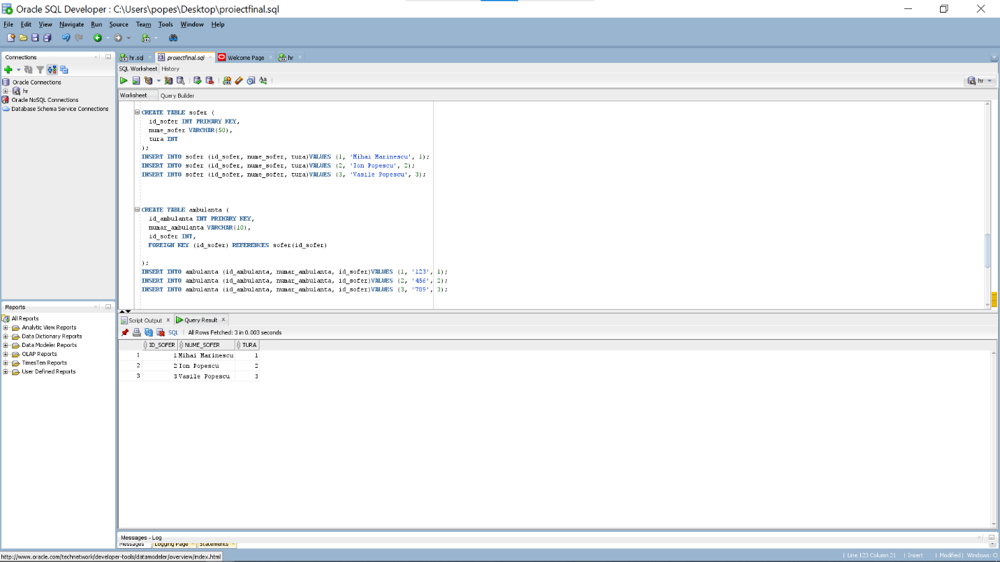 Oracle SQL Developer : C:\Users\popes\Desktop\proiectfinal.sql
File Edit View Navigate Run Source Team Tools Window Help
Connections
Oracle Connections
hr
Oracle NoSQL Connections
Database Schema Service Connections
Reports
All Reports
Analytic View Reports
Data Dictionary Reports
Data Modeler Reports
OLAP Reports
TimesTen Reports
User Defined Reports
hr.sql proiectfinal.sql Welcome Page hr
SQL Worksheet History
hr
Worksheet Query Builder
CREATE TABLE sofer (
id_sofer INT PRIMARY KEY,
nume_sofer VARCHAR(50),
tura INT
);
INSERT INTO sofer (id_sofer, nume_sofer, tura)VALUES (1, 'Mihai Marinescu', 1);
INSERT INTO sofer (id_sofer, nume_sofer, tura)VALUES (2, 'Ion Popescu', 2);
INSERT INTO sofer (id_sofer, nume_sofer, tura)VALUES (3, 'Vasile Popescu', 3);
CREATE TABLE ambulanta (
id_ambulanta INT PRIMARY KEY,
numar_ambulanta VARCHAR(10),
id_sofer INT,
FOREIGN KEY (id_sofer) REFERENCES sofer(id_sofer)
);
INSERT INTO ambulanta (id_ambulanta, numar_ambulanta, id_sofer)VALUES (1, '123', 1);
INSERT INTO ambulanta (id_ambulanta, numar_ambulanta, id_sofer)VALUES (2, '456', 2);
INSERT INTO ambulanta (id_ambulanta, numar_ambulanta, id_sofer)VALUES (3, '789', 3);
Script Output x Query Result x
SQL | All Rows Fetched: 3 in 0.003 seconds
ID_SOFER NUME_SOFER TURA
1 1 Mihai Marinescu 1
2 2 Ion Popescu 2
3 3 Vasile Popescu 3
Messages - Log
Messages Logging Page Statements
http://www.oracle.com/technetwork/developer-tools/datamodeler/overview/index.html
| Line 123 Column 21 | Insert | Modified | Windows: C